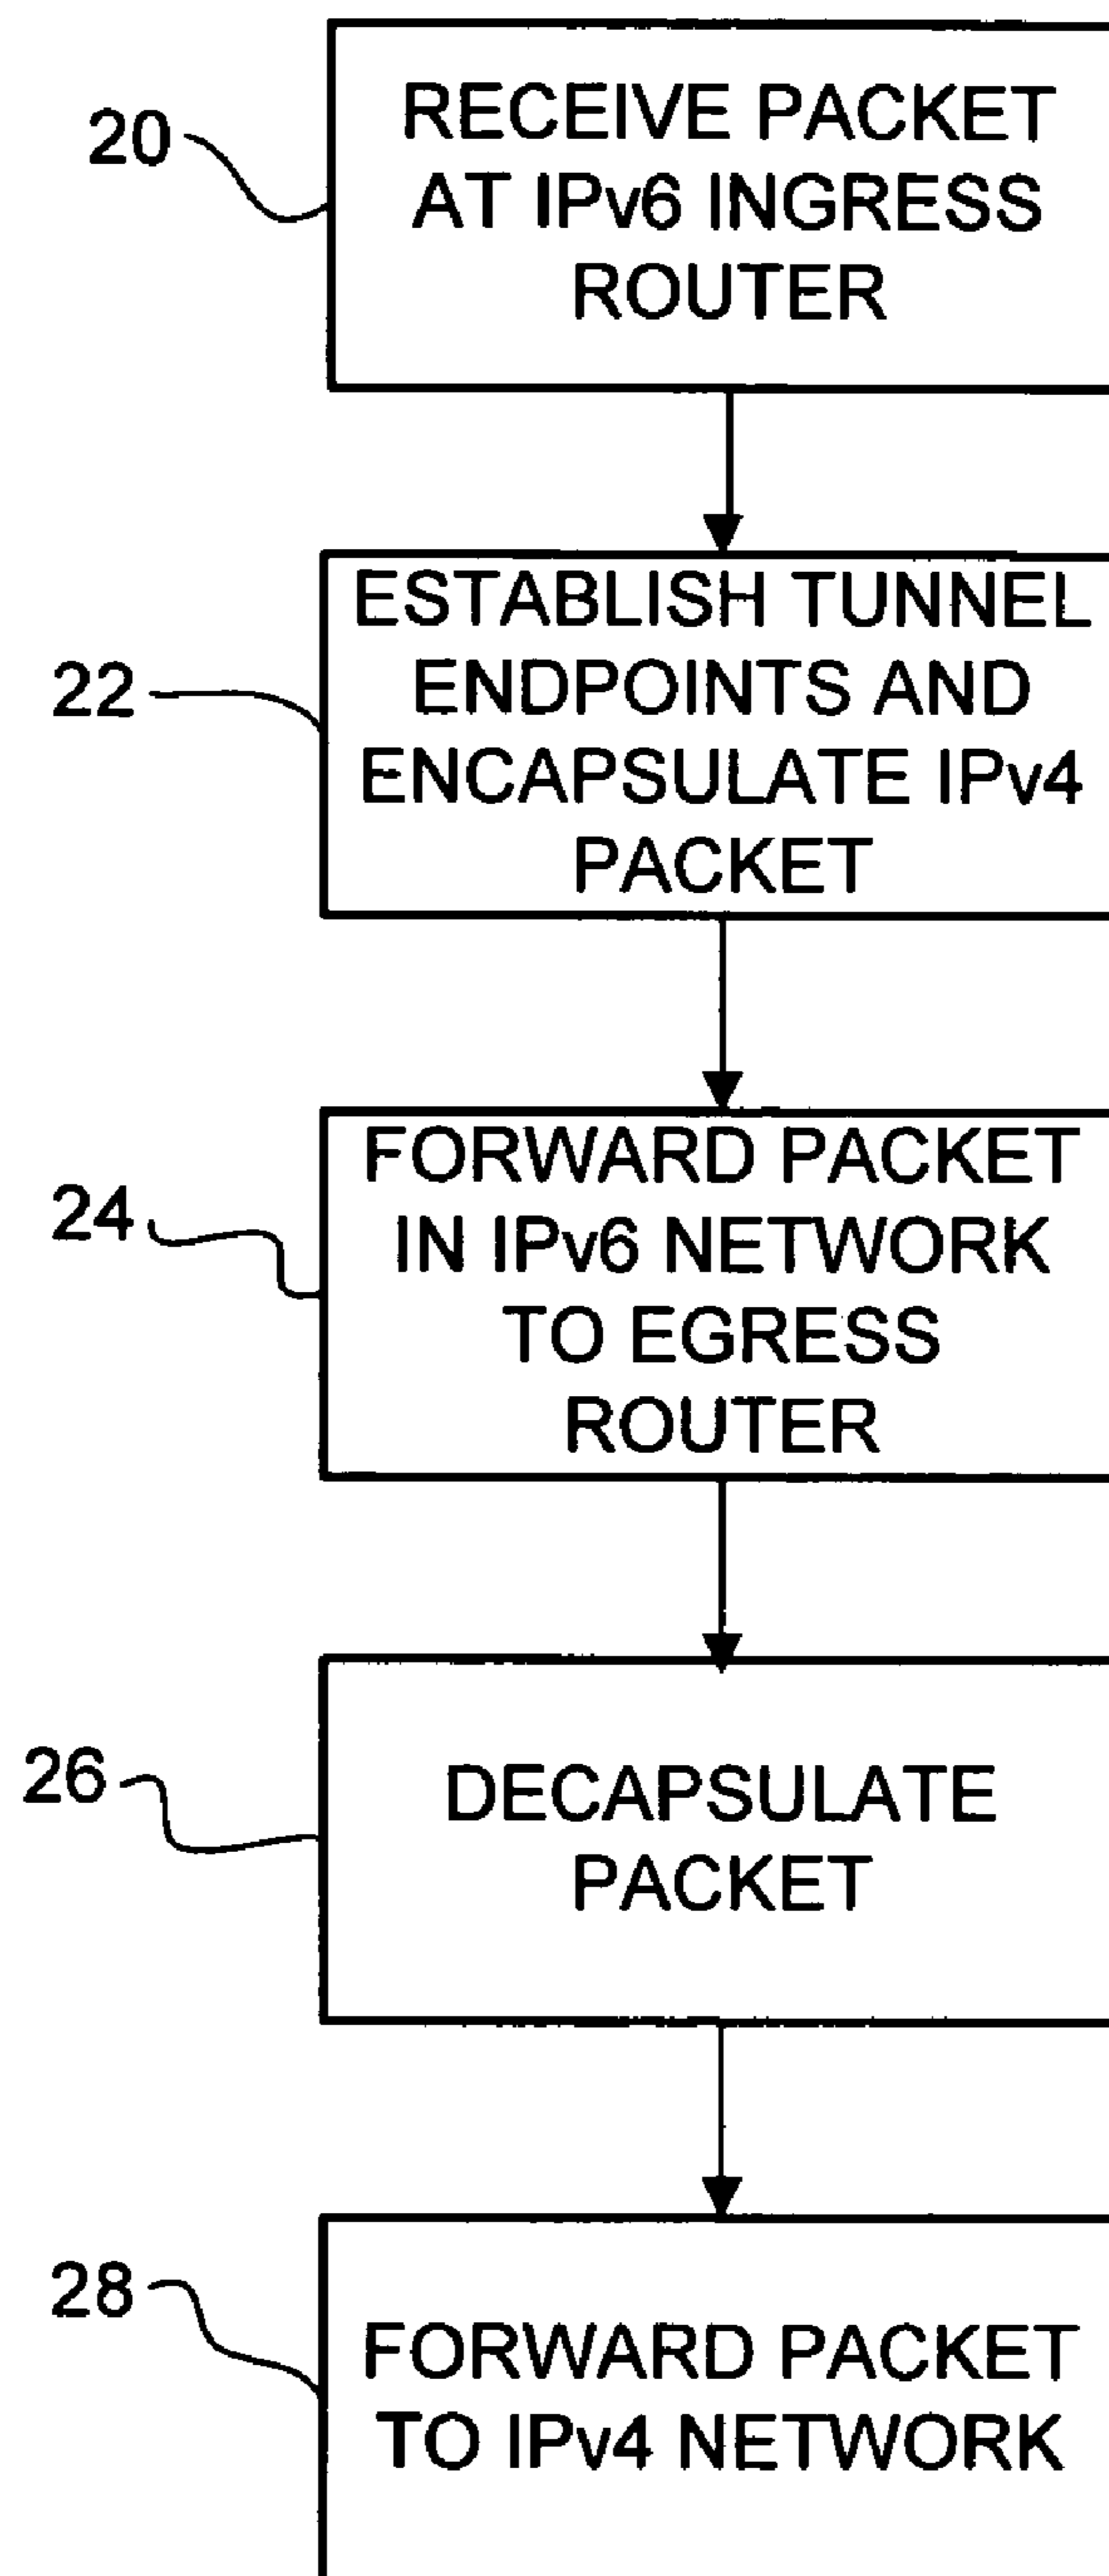 20
RECEIVE PACKET
AT IPv6 INGRESS
ROUTER
22
ESTABLISH TUNNEL
ENDPOINTS AND
ENCAPSULATE IPv4
PACKET
24
FORWARD PACKET
IN IPv6 NETWORK
TO EGRESS
ROUTER
26
DECAPSULATE
PACKET
28
FORWARD PACKET
TO IPv4 NETWORK